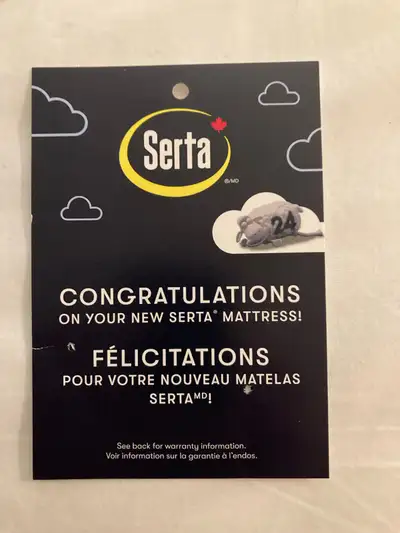 Serta
®/MD
24
CONGRATULATIONS
ON YOUR NEW SERTA® MATTRESS!
FÉLICITATIONS
POUR VOTRE NOUVEAU MATELAS
SERTAᴹᴰ!
See back for warranty information.
Voir information sur la garantie à l'endos.